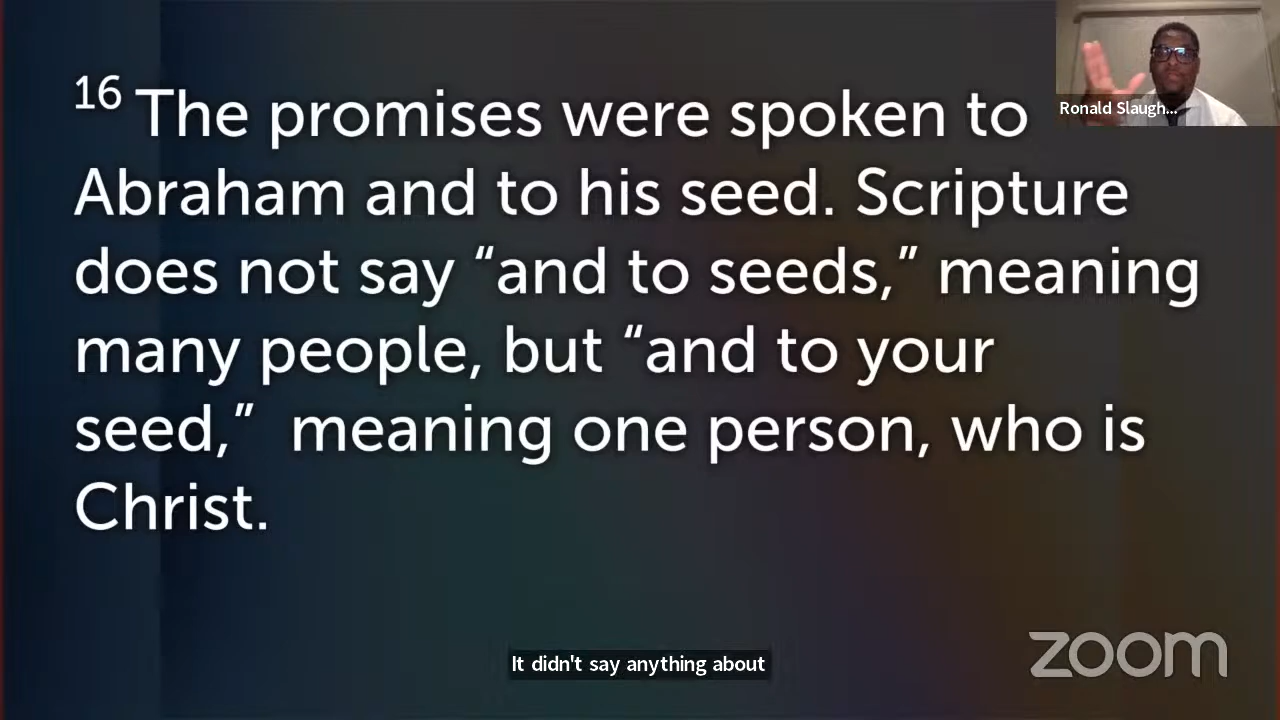 16 The promises were spoken to
Abraham and to his seed. Scripture
does not say “and to seeds,” meaning
many people, but “and to your
seed,”  meaning one person, who is
Christ.
Ronald Slaugh...
It didn't say anything about
zoom